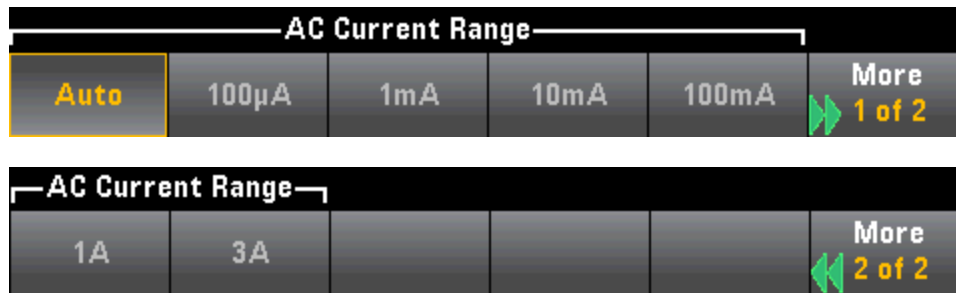 AC Current Range
Auto 100µA 1mA 10mA 100mA More
1 of 2
AC Current Range
1A 3A More
2 of 2